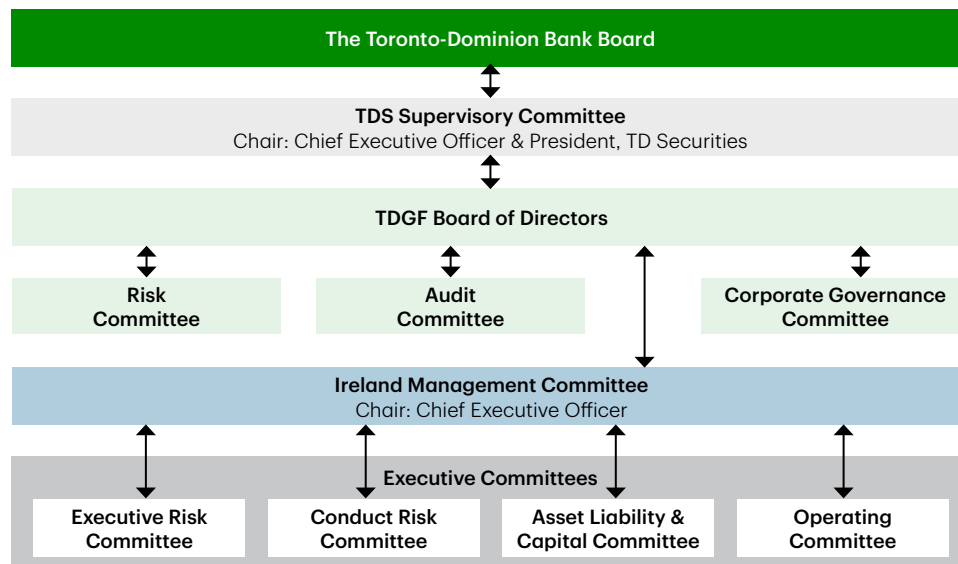 The Toronto-Dominion Bank Board
TDS Supervisory Committee
Chair: Chief Executive Officer & President, TD Securities
TDGF Board of Directors
Risk
Committee
Audit
Committee
Corporate Governance
Committee
Ireland Management Committee
Chair: Chief Executive Officer
Executive Committees
Executive Risk
Committee
Conduct Risk
Committee
Asset Liability &
Capital Committee
Operating
Committee